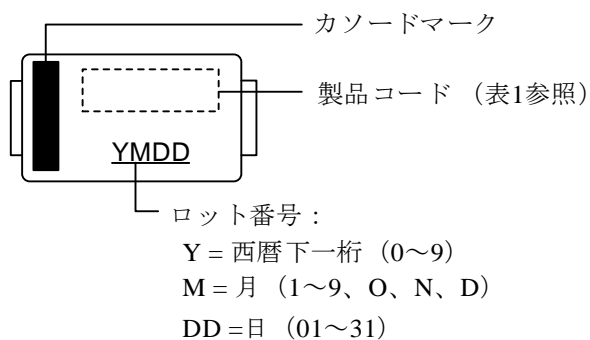 カソードマーク
製品コード （表1参照）
YMDD
ロット番号：
Y = 西暦下一桁（0～9）
M = 月（1～9、O、N、D）
DD =日（01～31）